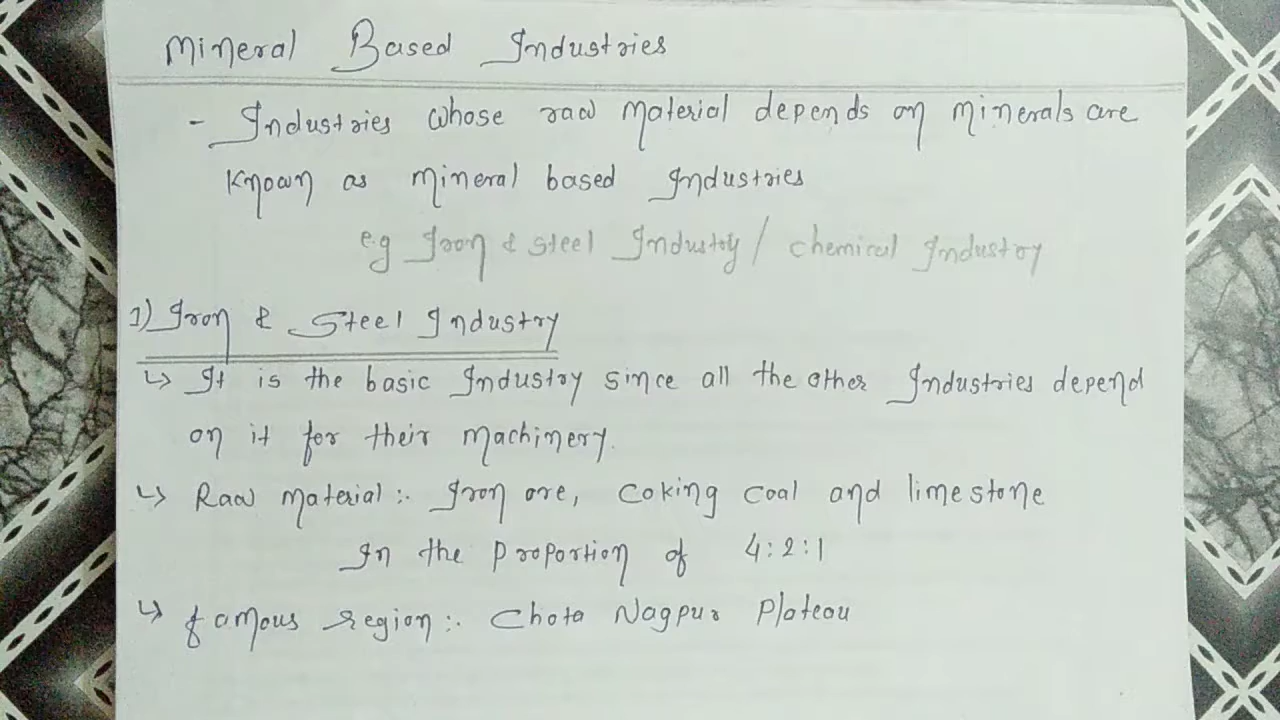 Mineral Based Industries
- Industries whose raw material depends on minerals are
known as mineral based Industries
e.g Iron & steel Industry / chemical Industry
1) Iron & Steel Industry
↳ It is the basic Industry since all the other Industries depend
on it for their machinery.
↳ Raw material :- Iron ore, coking coal and limestone
In the proportion of 4:2:1
↳ famous region :- Chota Nagpur Plateau